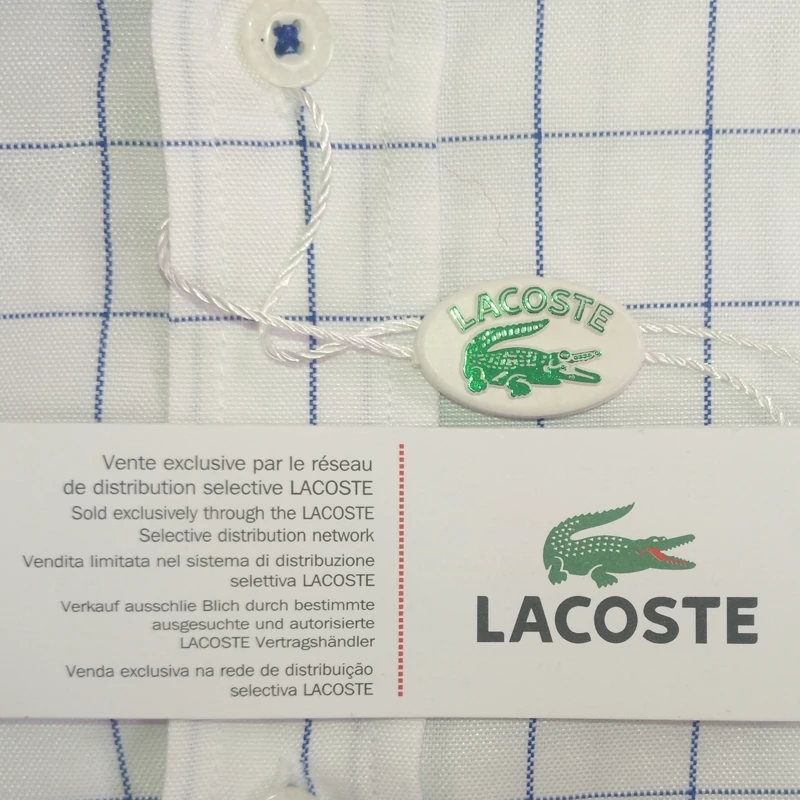 LACOSTE
Vente exclusive par le réseau
de distribution selective LACOSTE
Sold exclusively through the LACOSTE
Selective distribution network
Vendita limitata nel sistema di distribuzione
selettiva LACOSTE
Verkauf ausschlie Blich durch bestimmte
ausgesuchte und autorisierte
LACOSTE Vertragshändler
Venda exclusiva na rede de distribuição
selectiva LACOSTE
LACOSTE